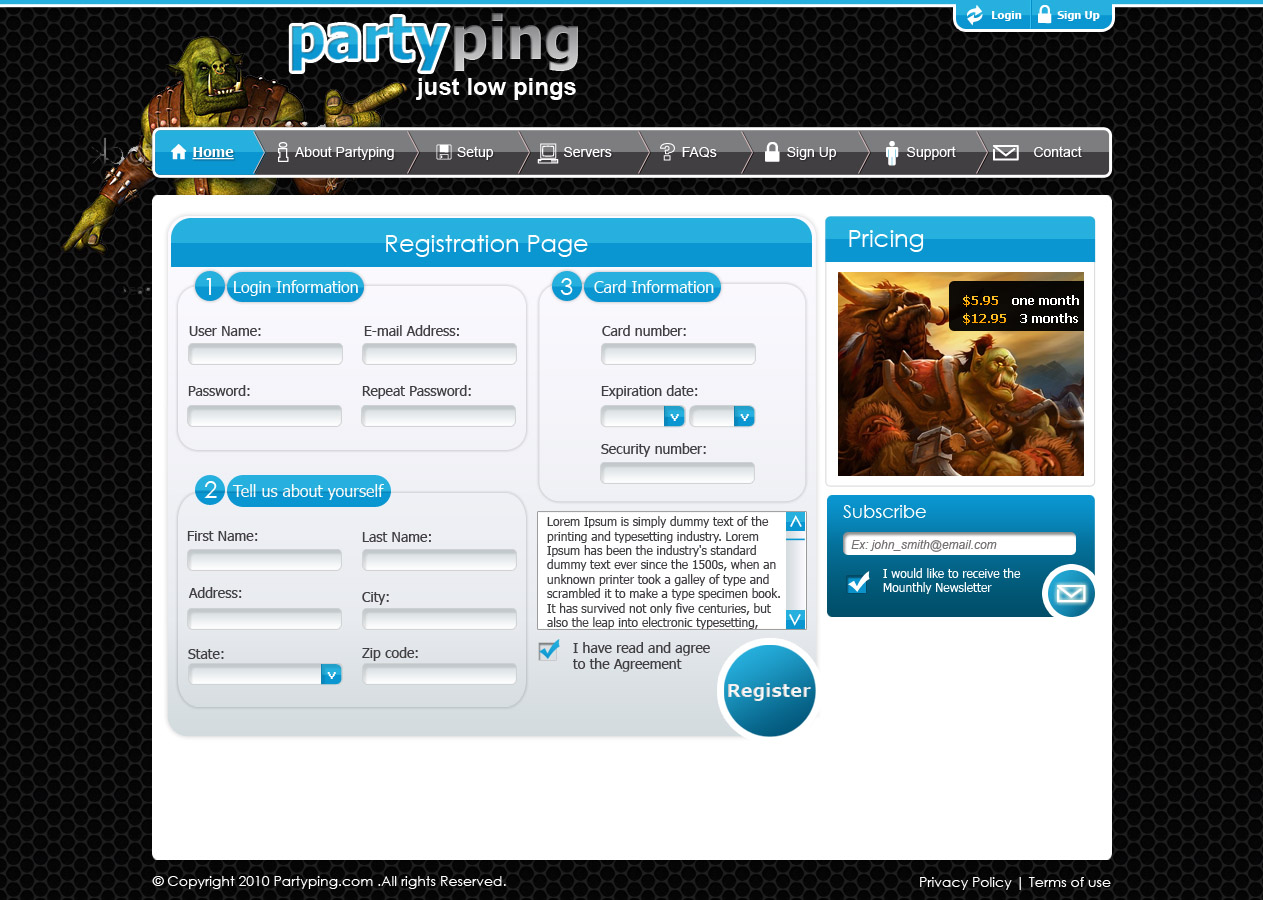 Login
Sign Up
partyping
just low pings
Home
About Partyping
Setup
Servers
FAQs
Sign Up
Support
Contact
Registration Page
1 Login Information
User Name:
E-mail Address:
Password:
Repeat Password:
2 Tell us about yourself
First Name:
Last Name:
Address:
City:
State:
Zip code:
3 Card Information
Card number:
Expiration date:
Security number:
Lorem Ipsum is simply dummy text of the
printing and typesetting industry. Lorem
Ipsum has been the industry's standard
dummy text ever since the 1500s, when an
unknown printer took a galley of type and
scrambled it to make a type specimen book.
It has survived not only five centuries, but
also the leap into electronic typesetting,
I have read and agree
to the Agreement
Register
Pricing
$5.95 one month
$12.95 3 months
Subscribe
Ex: john_smith@email.com
I would like to receive the
Mounthly Newsletter
© Copyright 2010 Partyping.com .All rights Reserved.
Privacy Policy | Terms of use